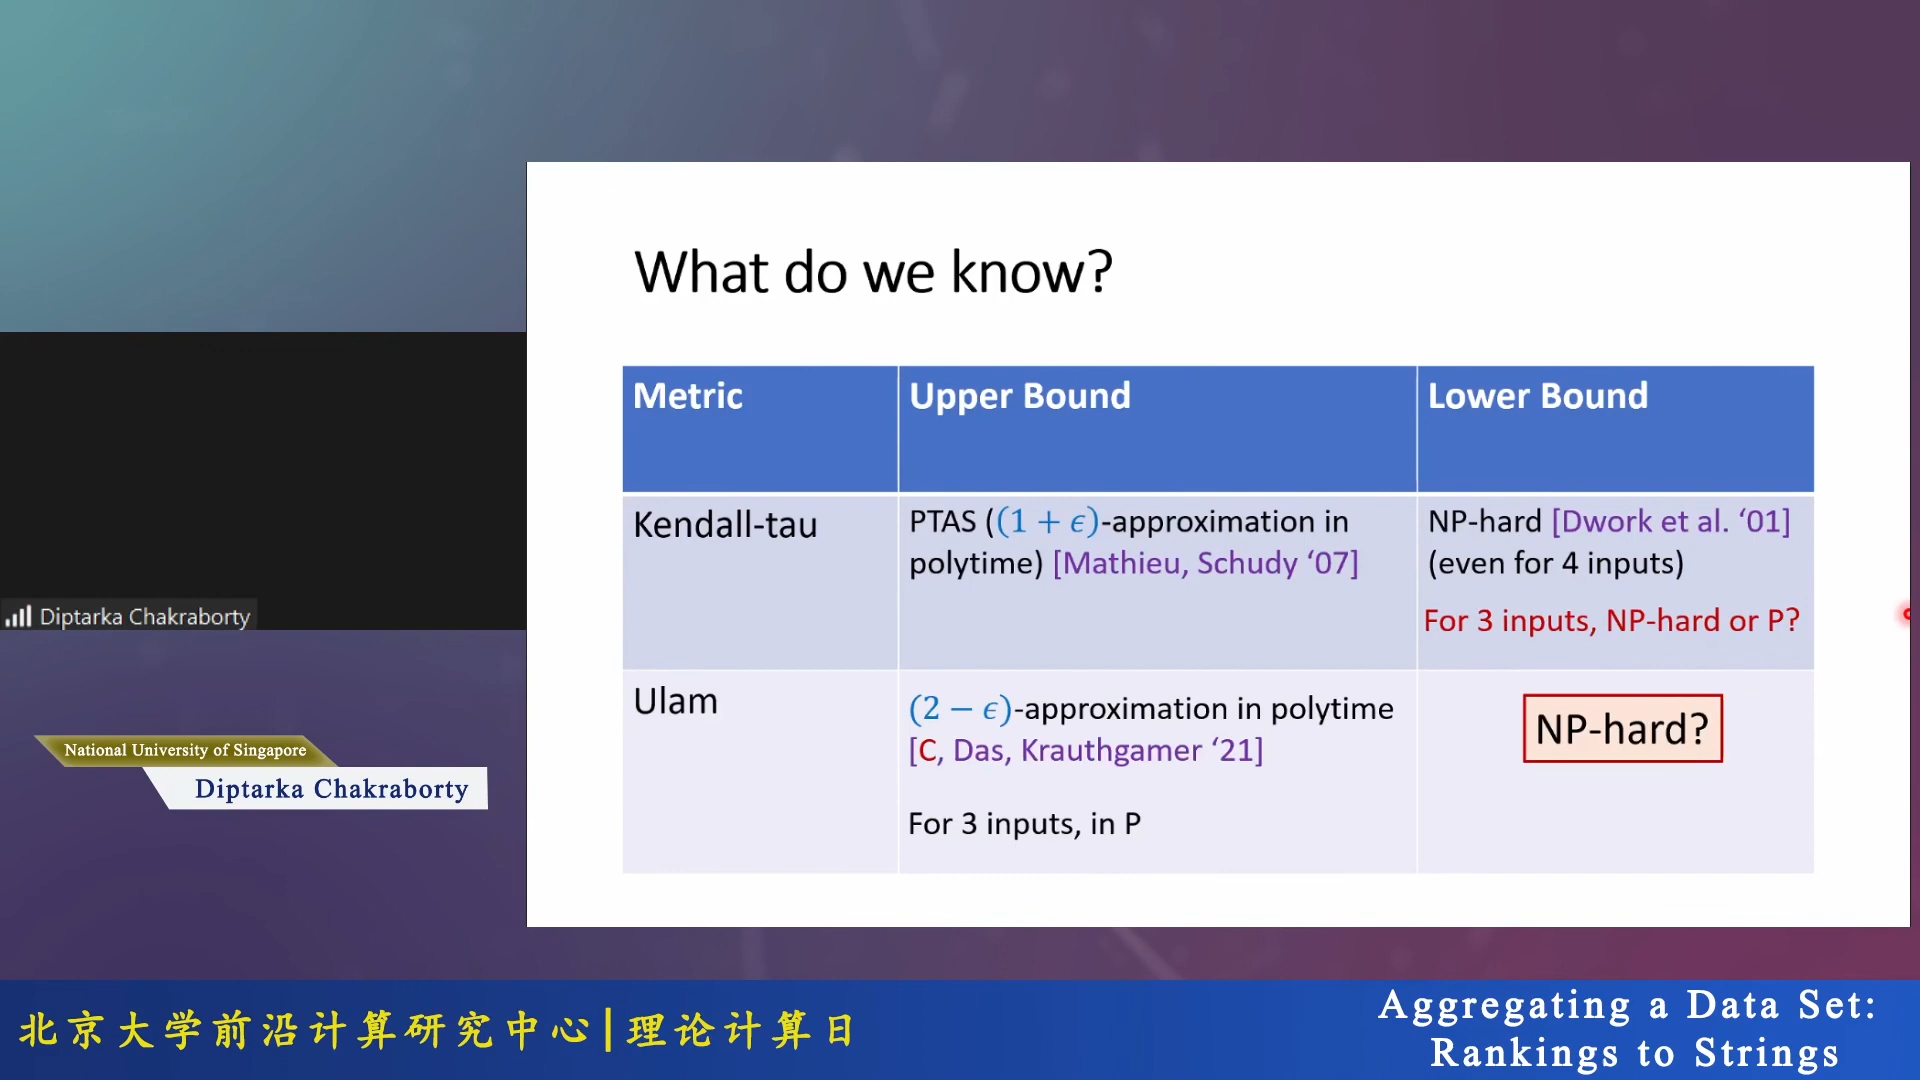 What do we know?
Metric
Upper Bound
Lower Bound
Kendall-tau
PTAS ((1 + ϵ)-approximation in
polytime) [Mathieu, Schudy ‘07]
NP-hard [Dwork et al. ‘01]
(even for 4 inputs)
For 3 inputs, NP-hard or P?
Ulam
(2 − ϵ)-approximation in polytime
[C, Das, Krauthgamer ‘21]
For 3 inputs, in P
NP-hard?
Diptarka Chakraborty
National University of Singapore
Diptarka Chakraborty
北京大学前沿计算研究中心|理论计算日
Aggregating a Data Set:
Rankings to Strings